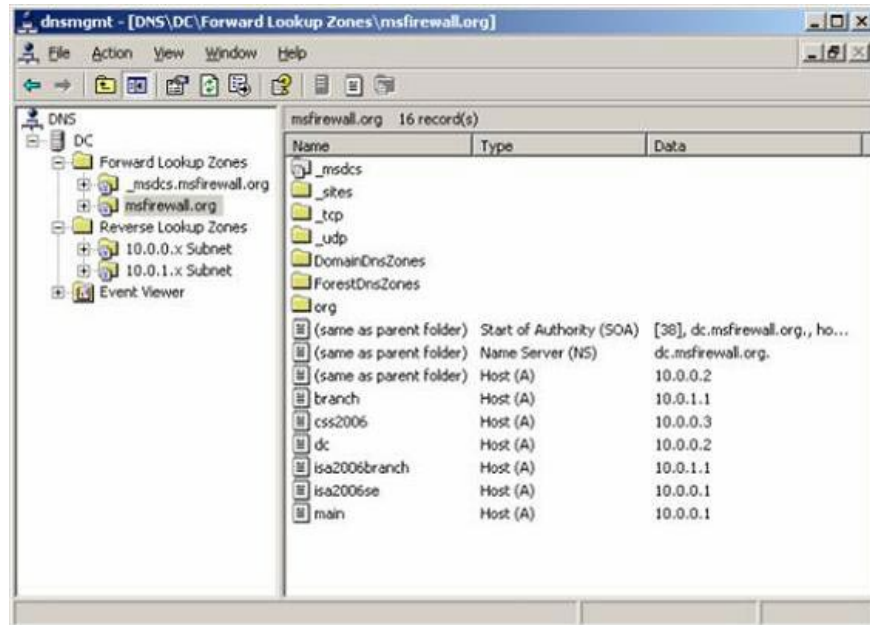 dnsmgmt - [DNS\DC\Forward Lookup Zones\msfirewall.org]
File Action View Window Help
DNS
DC
Forward Lookup Zones
_msdcs.msfirewall.org
msfirewall.org
Reverse Lookup Zones
10.0.0.x Subnet
10.0.1.x Subnet
Event Viewer
msfirewall.org 16 record(s)
Name Type Data
_msdcs
_sites
_tcp
_udp
DomainDnsZones
ForestDnsZones
org
(same as parent folder) Start of Authority (SOA) [38], dc.msfirewall.org., ho...
(same as parent folder) Name Server (NS) dc.msfirewall.org.
(same as parent folder) Host (A) 10.0.0.2
branch Host (A) 10.0.1.1
css2006 Host (A) 10.0.0.3
dc Host (A) 10.0.0.2
isa2006branch Host (A) 10.0.1.1
isa2006se Host (A) 10.0.0.1
main Host (A) 10.0.0.1